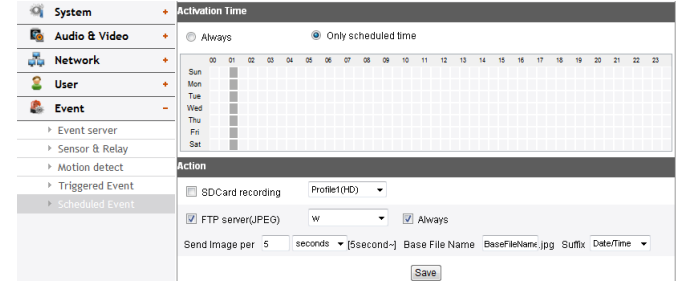 System +
Audio & Video +
Network +
User +
Event -
Event server
Sensor & Relay
Motion detect
Triggered Event
Scheduled Event
Activation Time
Always Only scheduled time
00 01 02 03 04 05 06 07 08 09 10 11 12 13 14 15 16 17 18 19 20 21 22 23
Sun
Mon
Tue
Wed
Thu
Fri
Sat
Action
SDCard recording Profile1(HD)
FTP server(JPEG) w Always
Send Image per 5 seconds [5second~] Base File Name BaseFileName.jpg Suffix Date/Time
Save